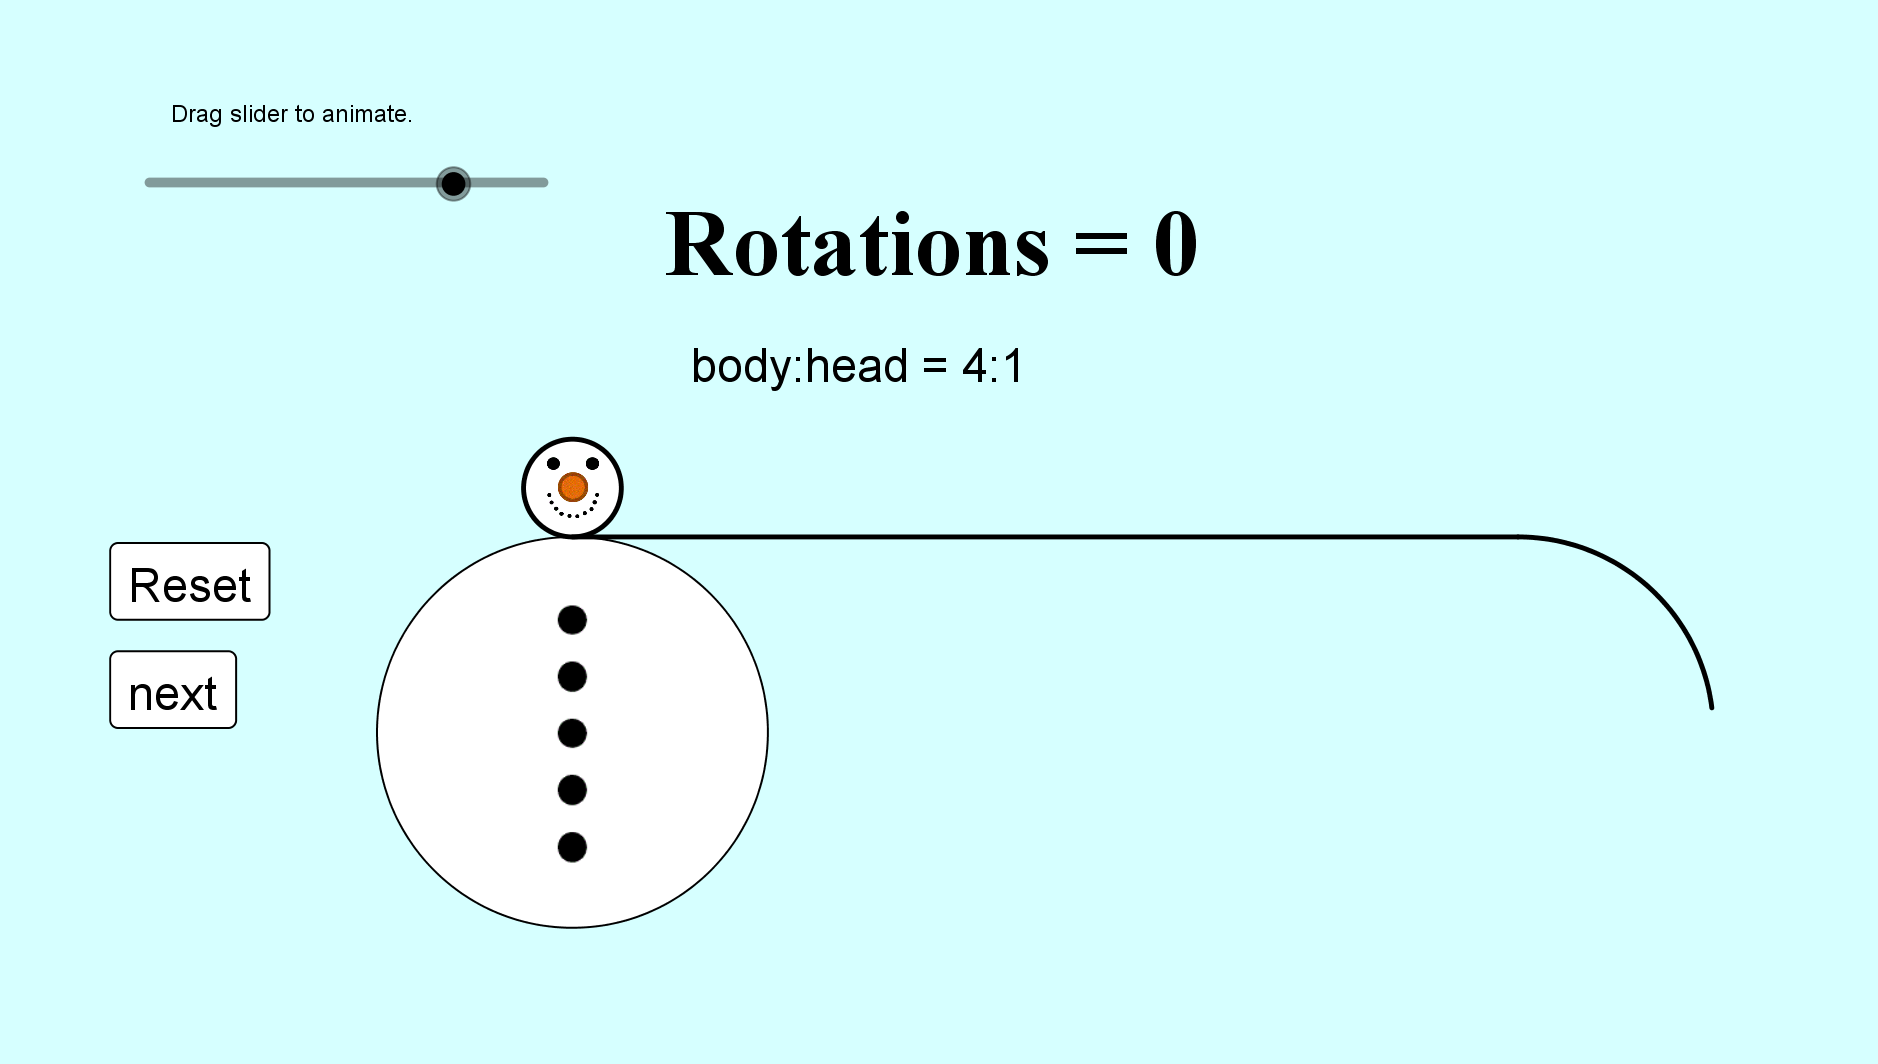 Drag slider to animate.
Rotations = 0
body:head = 4:1
Reset
next